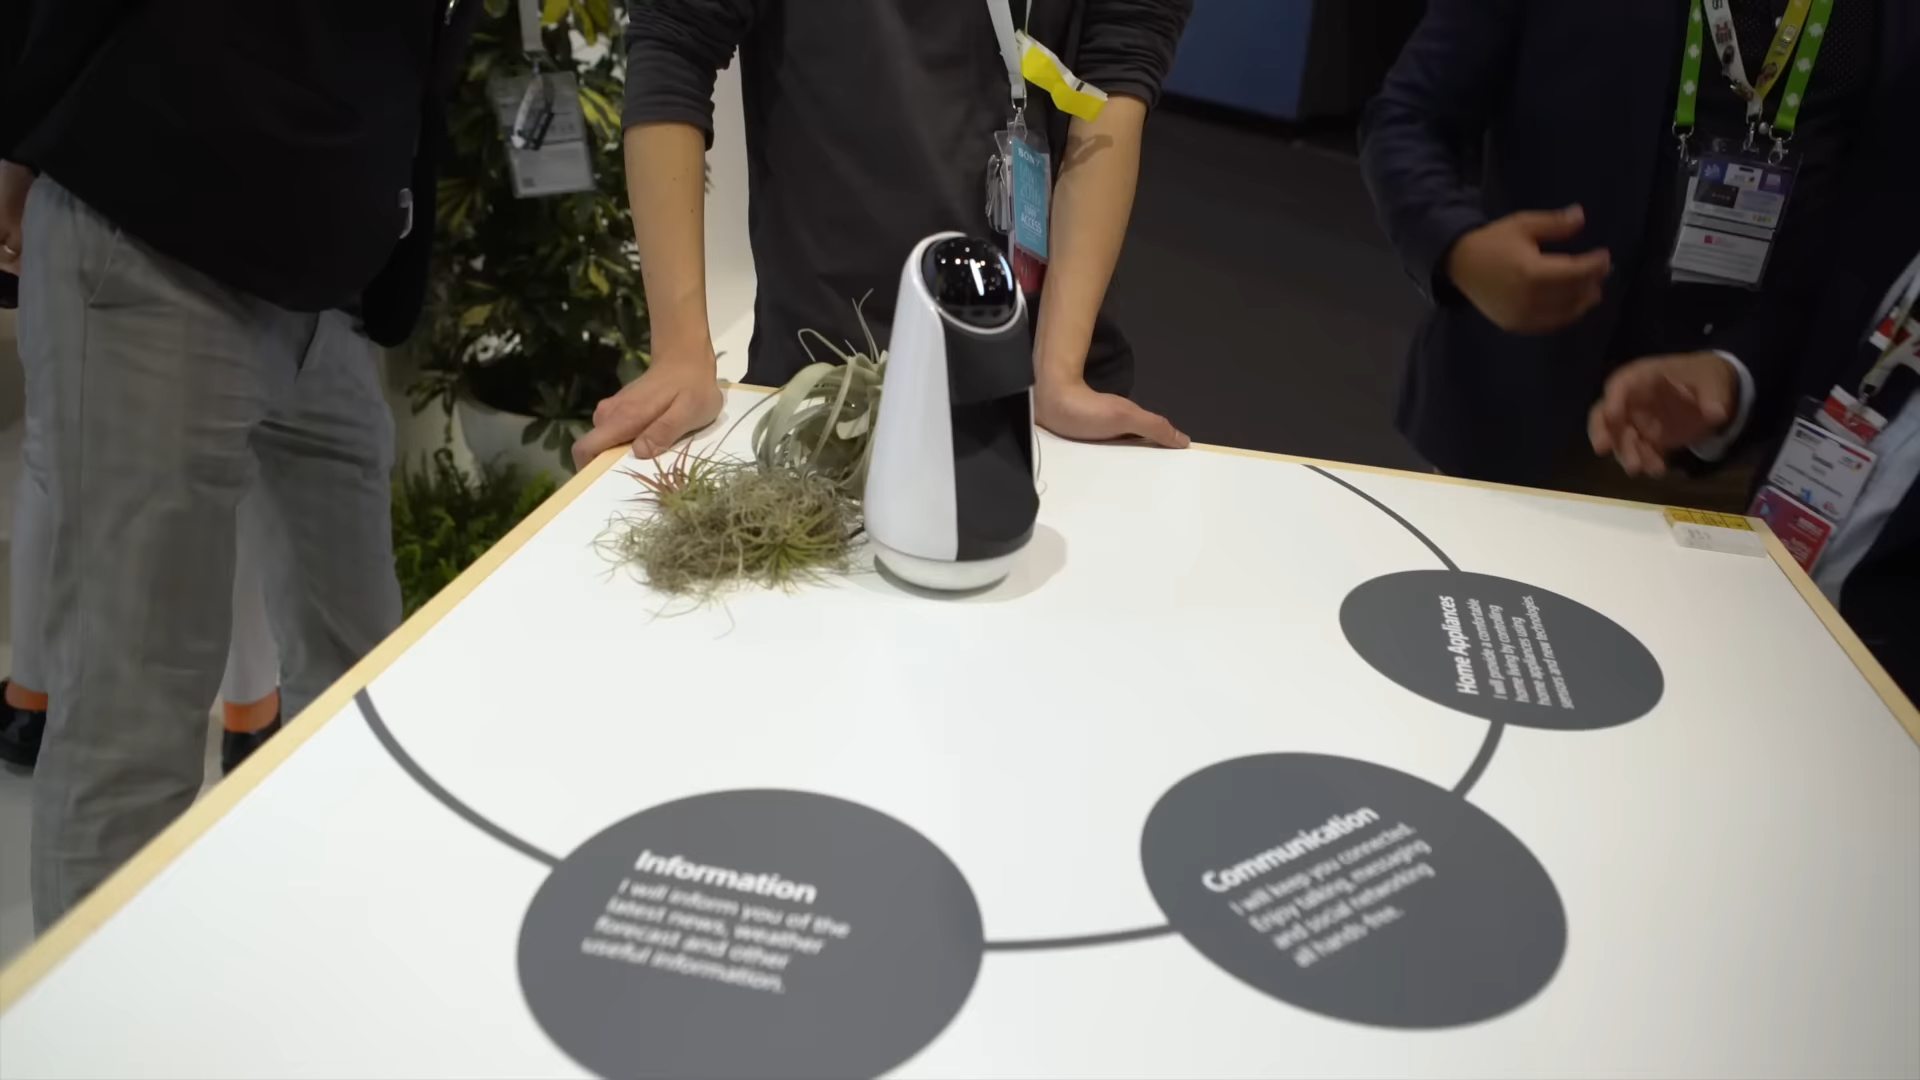 Information
I will inform you of the
latest news, weather
forecast and other
useful information.
Communication
I will keep you connected.
Enjoy talking, messaging
and social networking
all hands-free.
Home Appliances
I will provide a comfortable
home living by controlling
home appliances using
sensors and new technologies.
SONY
ACCESS